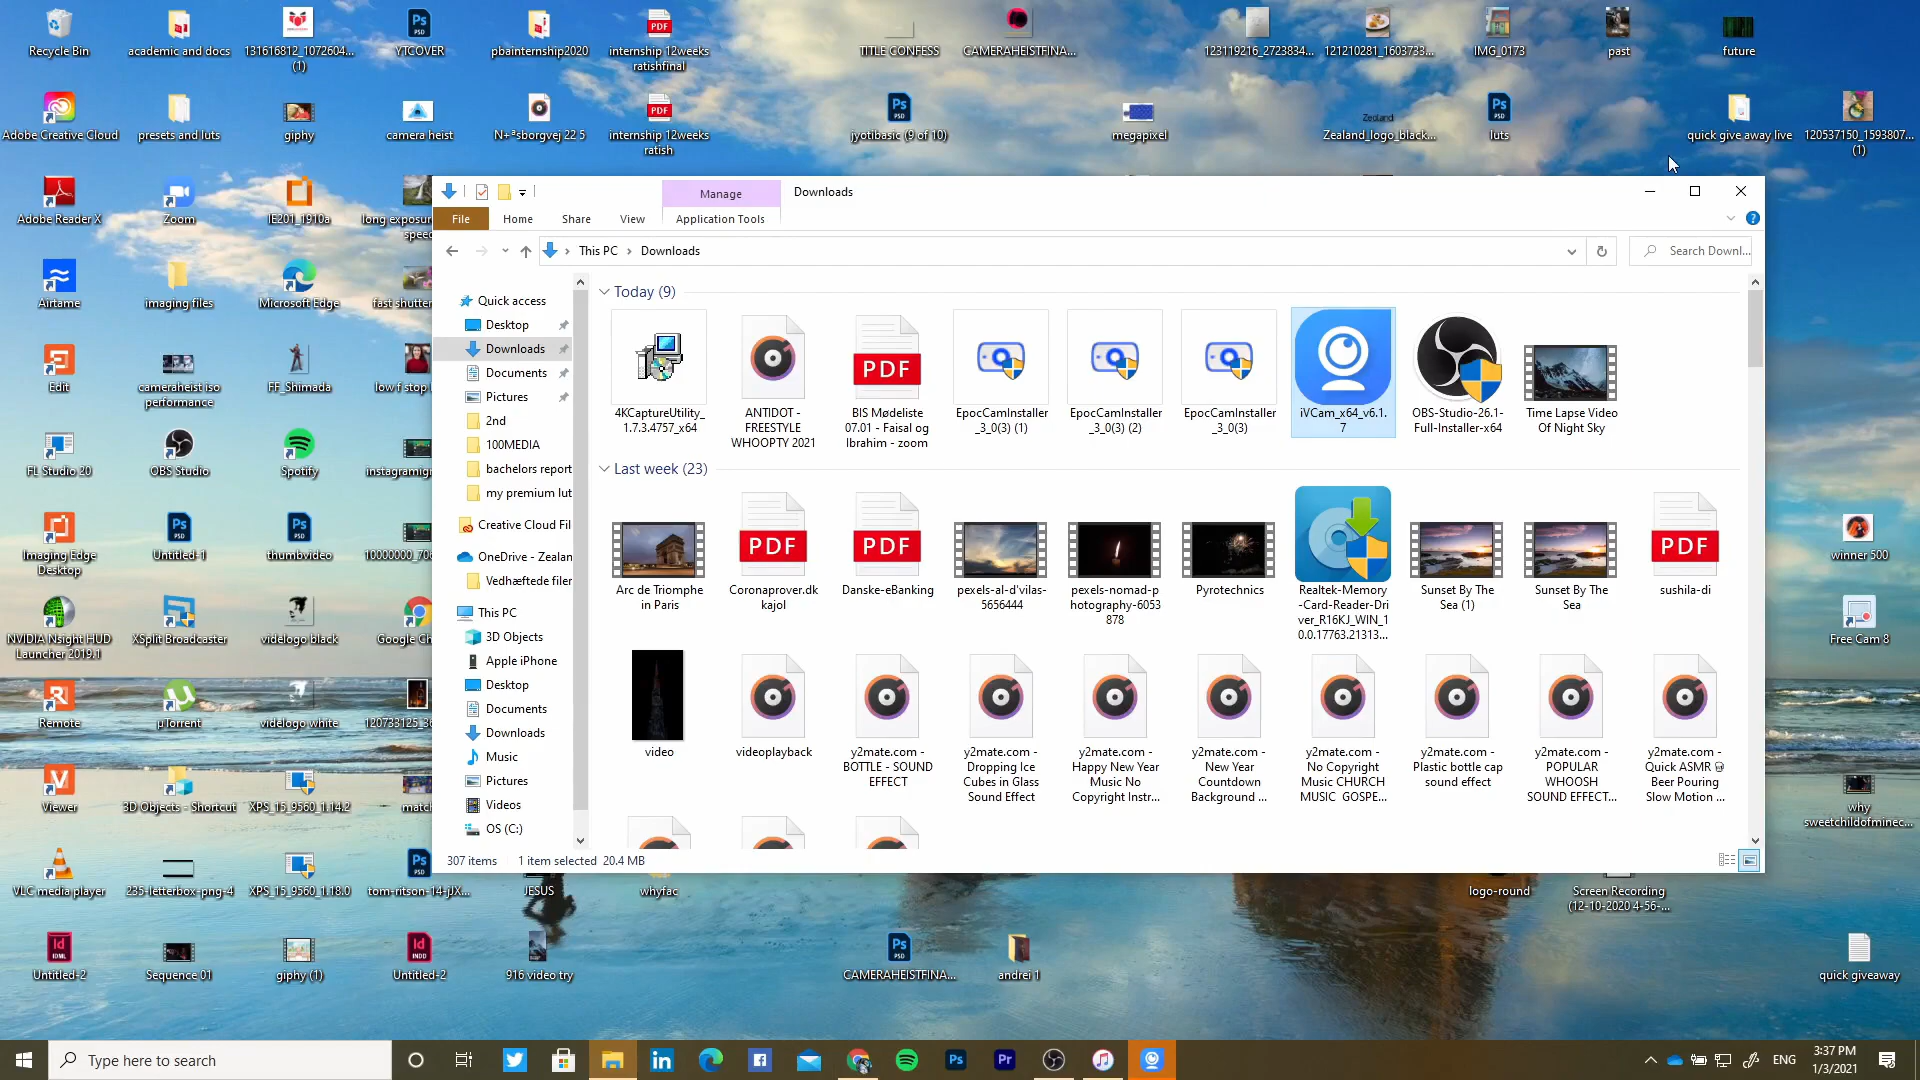 Recycle Bin
academic and docs
131616812_1072604...
(1)
YTCOVER
pbainternship2020
internship 12weeks
ratishfinal
TITLE CONFESS
CAMERAHEISTFINA...
123119216_2723834...
121210281_1603733...
IMG_0173
past
future
Adobe Creative Cloud
presets and luts
giphy
camera heist
N+ªsborgvej 22 5
internship 12weeks
ratish
jyotibasic (9 of 10)
megapixel
Zealand
Zealand_logo_black...
luts
quick give away live
120537150_1593807...
(1)
Adobe Reader X
Zoom
IE201_1910a
long exposur
speed
Airtame
imaging files
Microsoft Edge
fast shutter
Edit
cameraheist iso
performance
FF_Shimada
low f stop
FL Studio 20
OBS Studio
Spotify
instagramign
Imaging Edge
Desktop
Untitled-1
thumbvideo
10000000_706
NVIDIA Nsight HUD
Launcher 2019.1
XSplit Broadcaster
videlogo black
Google Ch
Remote
µTorrent
videlogo white
120733125_36
Viewer
3D Objects - Shortcut
XPS_15_9560_1.14.2
match
VLC media player
235-letterbox-png-4
XPS_15_9560_1.18.0
tom-ritson-14-jJX...
JESUS
whyfac
logo-round
Screen Recording
(12-10-2020 4-56-...
Untitled-2
Sequence 01
giphy (1)
Untitled-2
916 video try
CAMERAHEISTFINA...
andrei 1
quick giveaway
winner 500
Free Cam 8
why
sweetchildofminec...
Manage
Downloads
File
Home
Share
View
Application Tools
This PC
Downloads
Search Downl...
Quick access
Desktop
Downloads
Documents
Pictures
2nd
100MEDIA
bachelors report
my premium lut
Creative Cloud Fil
OneDrive - Zealan
Vedhæftede filer
This PC
3D Objects
Apple iPhone
Desktop
Documents
Downloads
Music
Pictures
Videos
OS (C:)
Today (9)
4KCaptureUtility_
1.7.3.4757_x64
ANTIDOT -
FREESTYLE
WHOOPTY 2021
PDF
BIS Mødeliste
07.01 - Faisal og
Ibrahim - zoom
EpocCamInstaller
_3_0(3) (1)
EpocCamInstaller
_3_0(3) (2)
EpocCamInstaller
_3_0(3)
iVCam_x64_v6.1.
7
OBS-Studio-26.1-
Full-Installer-x64
Time Lapse Video
Of Night Sky
Last week (23)
Arc de Triomphe
in Paris
PDF
Coronaprover.dk
kajol
PDF
Danske-eBanking
pexels-al-d'vilas-
5656444
pexels-nomad-p
hotography-6053
878
Pyrotechnics
Realtek-Memory
-Card-Reader-Dri
ver_R16KJ_WIN_1
0.0.17763.21313...
Sunset By The
Sea (1)
Sunset By The
Sea
PDF
sushila-di
video
videoplayback
y2mate.com -
BOTTLE - SOUND
EFFECT
y2mate.com -
Dropping Ice
Cubes in Glass
Sound Effect
y2mate.com -
Happy New Year
Music No
Copyright Instr...
y2mate.com -
New Year
Countdown
Background ...
y2mate.com -
No Copyright
Music CHURCH
MUSIC GOSPE...
y2mate.com -
Plastic bottle cap
sound effect
y2mate.com -
POPULAR
WHOOSH
SOUND EFFECT...
y2mate.com -
Quick ASMR
Beer Pouring
Slow Motion ...
307 items
1 item selected 20.4 MB
Type here to search
ENG
3:37 PM
1/3/2021